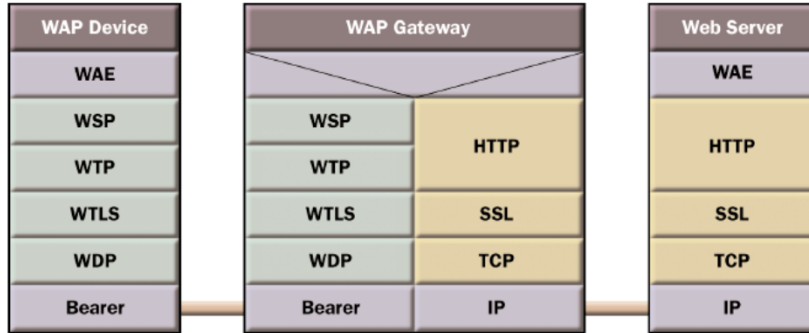 WAP Device
WAE
WSP
WTP
WTLS
WDP
Bearer
WAP Gateway
WSP
WTP
WTLS
WDP
Bearer
HTTP
SSL
TCP
IP
Web Server
WAE
HTTP
SSL
TCP
IP